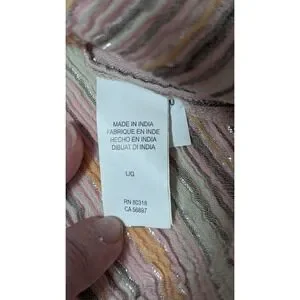 MADE IN INDIA
FABRIQUE EN INDE
HECHO EN INDIA
DIBUAT DI INDIA
RN 80318
CA 56897